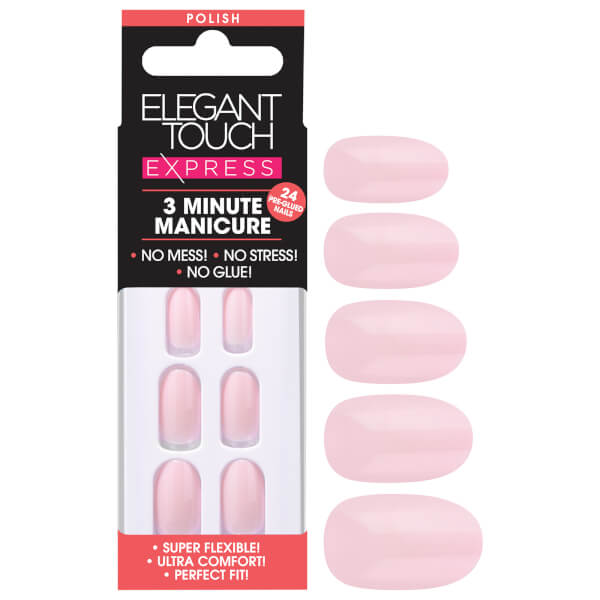 POLISH
ELEGANT
TOUCH
EXPRESS
24
PRE-GLUED
NAILS
3 MINUTE
MANICURE
• NO MESS! • NO STRESS!
• NO GLUE!
• SUPER FLEXIBLE!
• ULTRA COMFORT!
• PERFECT FIT!